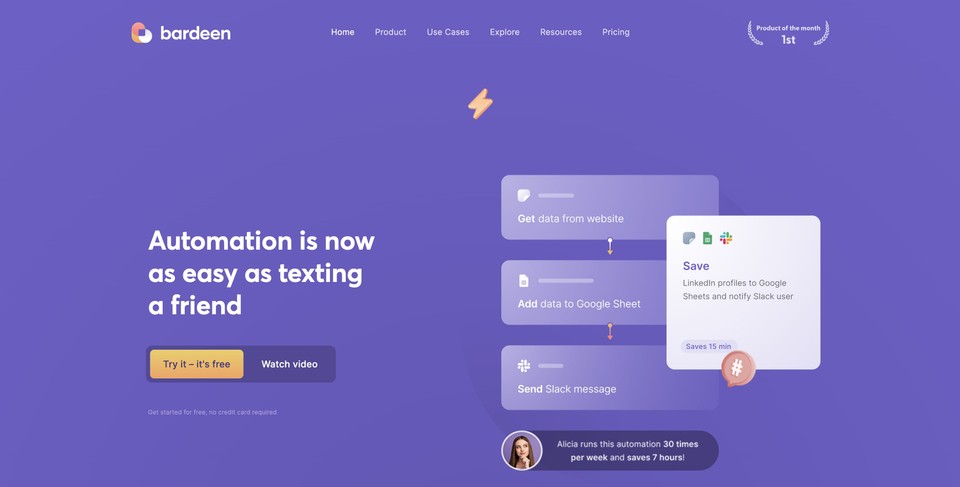 bardeen
Home Product Use Cases Explore Resources Pricing
Product of the month
1st
Automation is now
as easy as texting
a friend
Try it – it's free
Watch video
Get started for free, no credit card required
Get data from website
Add data to Google Sheet
Send Slack message
Save
LinkedIn profiles to Google
Sheets and notify Slack user
Saves 15 min
#
Alicia runs this automation 30 times
per week and saves 7 hours!